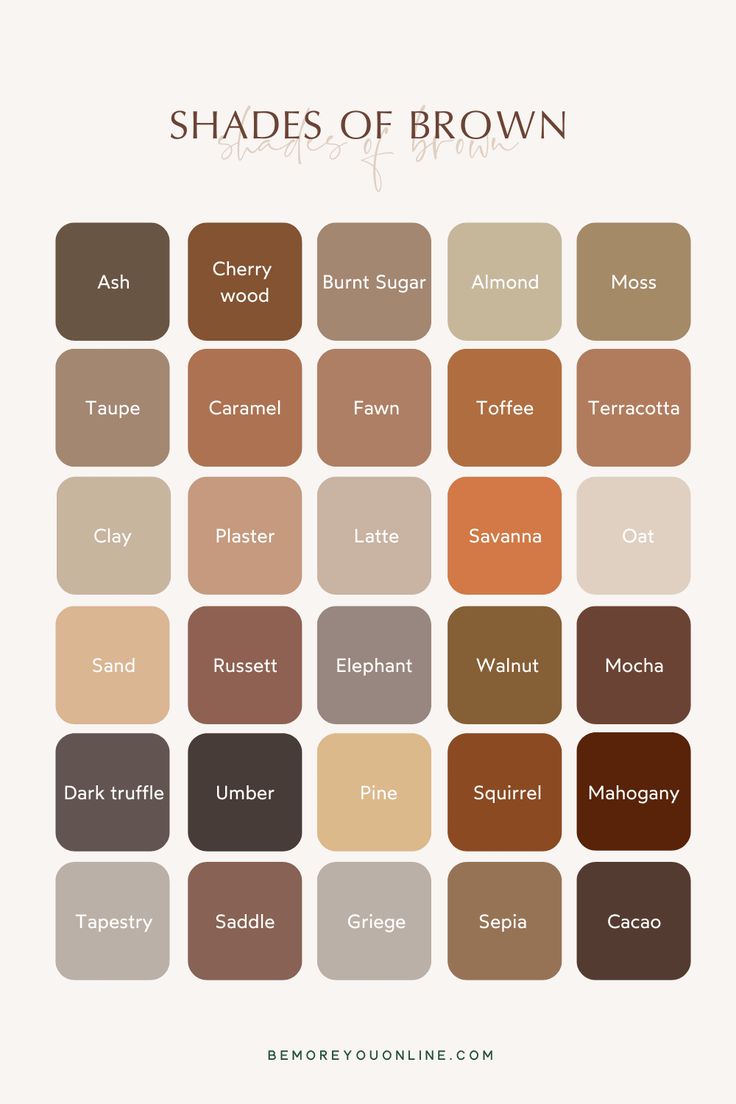 SHADES OF BROWN
shades of brown
Ash
Cherry
wood
Burnt Sugar
Almond
Moss
Taupe
Caramel
Fawn
Toffee
Terracotta
Clay
Plaster
Latte
Savanna
Oat
Sand
Russett
Elephant
Walnut
Mocha
Dark truffle
Umber
Pine
Squirrel
Mahogany
Tapestry
Saddle
Griege
Sepia
Cacao
BEMOREYOUONLINE.COM